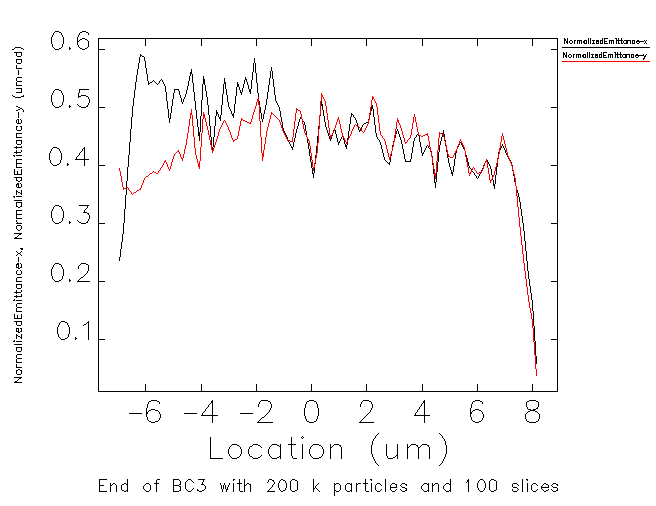 NormalizedEmittance-x, NormalizedEmittance-y (um-rad)
0.6
0.5
0.4
0.3
0.2
0.1
NormalizedEmittance-x
NormalizedEmittance-y
-6 -4 -2 0 2 4 6 8
Location (um)
End of BC3 with 200 k particles and 100 slices